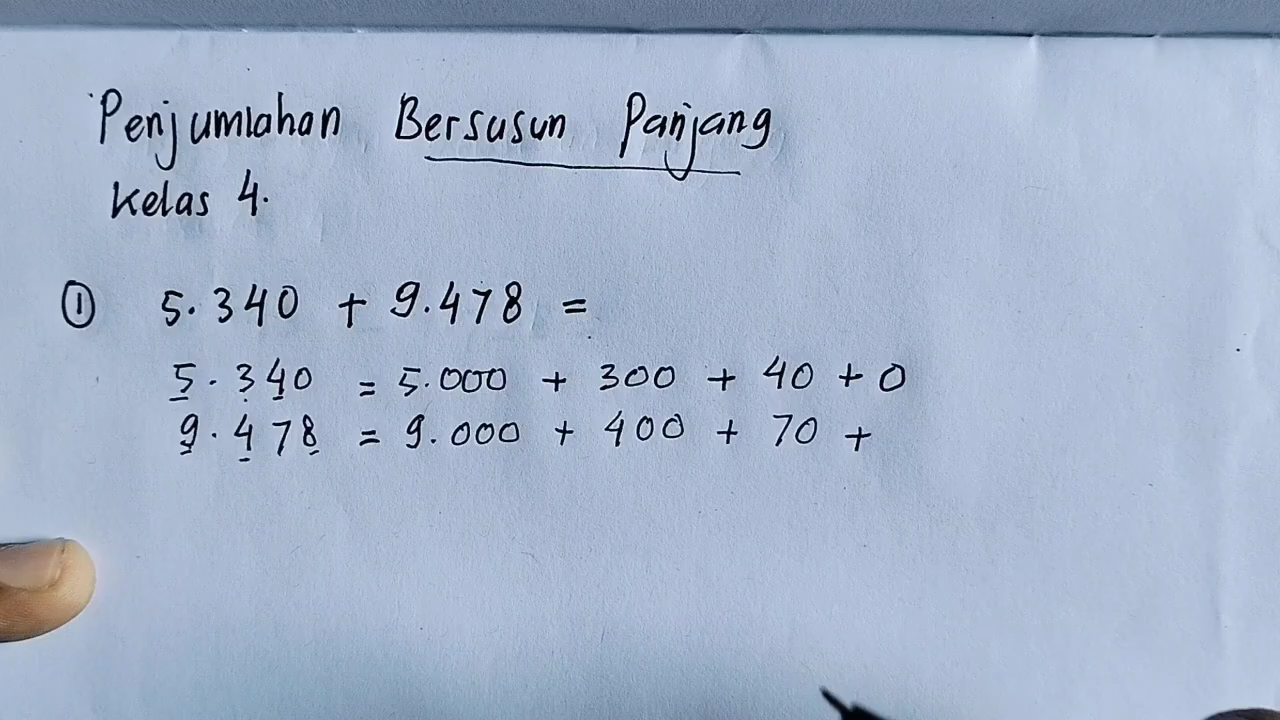 Penjumlahan Bersusun Panjang
Kelas 4.
① 5.340 + 9.478 =
5.340 = 5.000 + 300 + 40 + 0
9.478 = 9.000 + 400 + 70 +